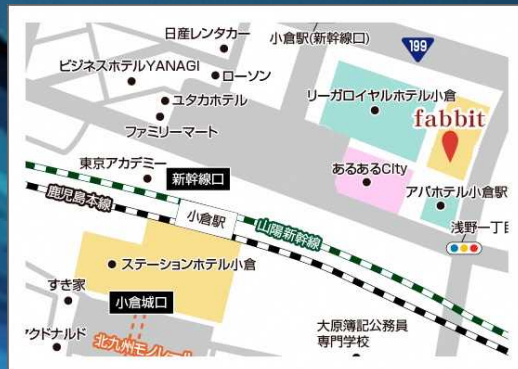 日産レンタカー
小倉駅(新幹線口)
199
ビジネスホテルYANAGI
ローソン
リーガロイヤルホテル小倉
ユタカホテル
fabbit
ファミリーマート
東京アカデミー
新幹線口
あるあるCity
アパホテル小倉駅
鹿児島本線
小倉駅
山陽新幹線
浅野一丁目
ステーションホテル小倉
すき家
小倉城口
クドナルド
北九州モノレール
大原簿記公務員
専門学校